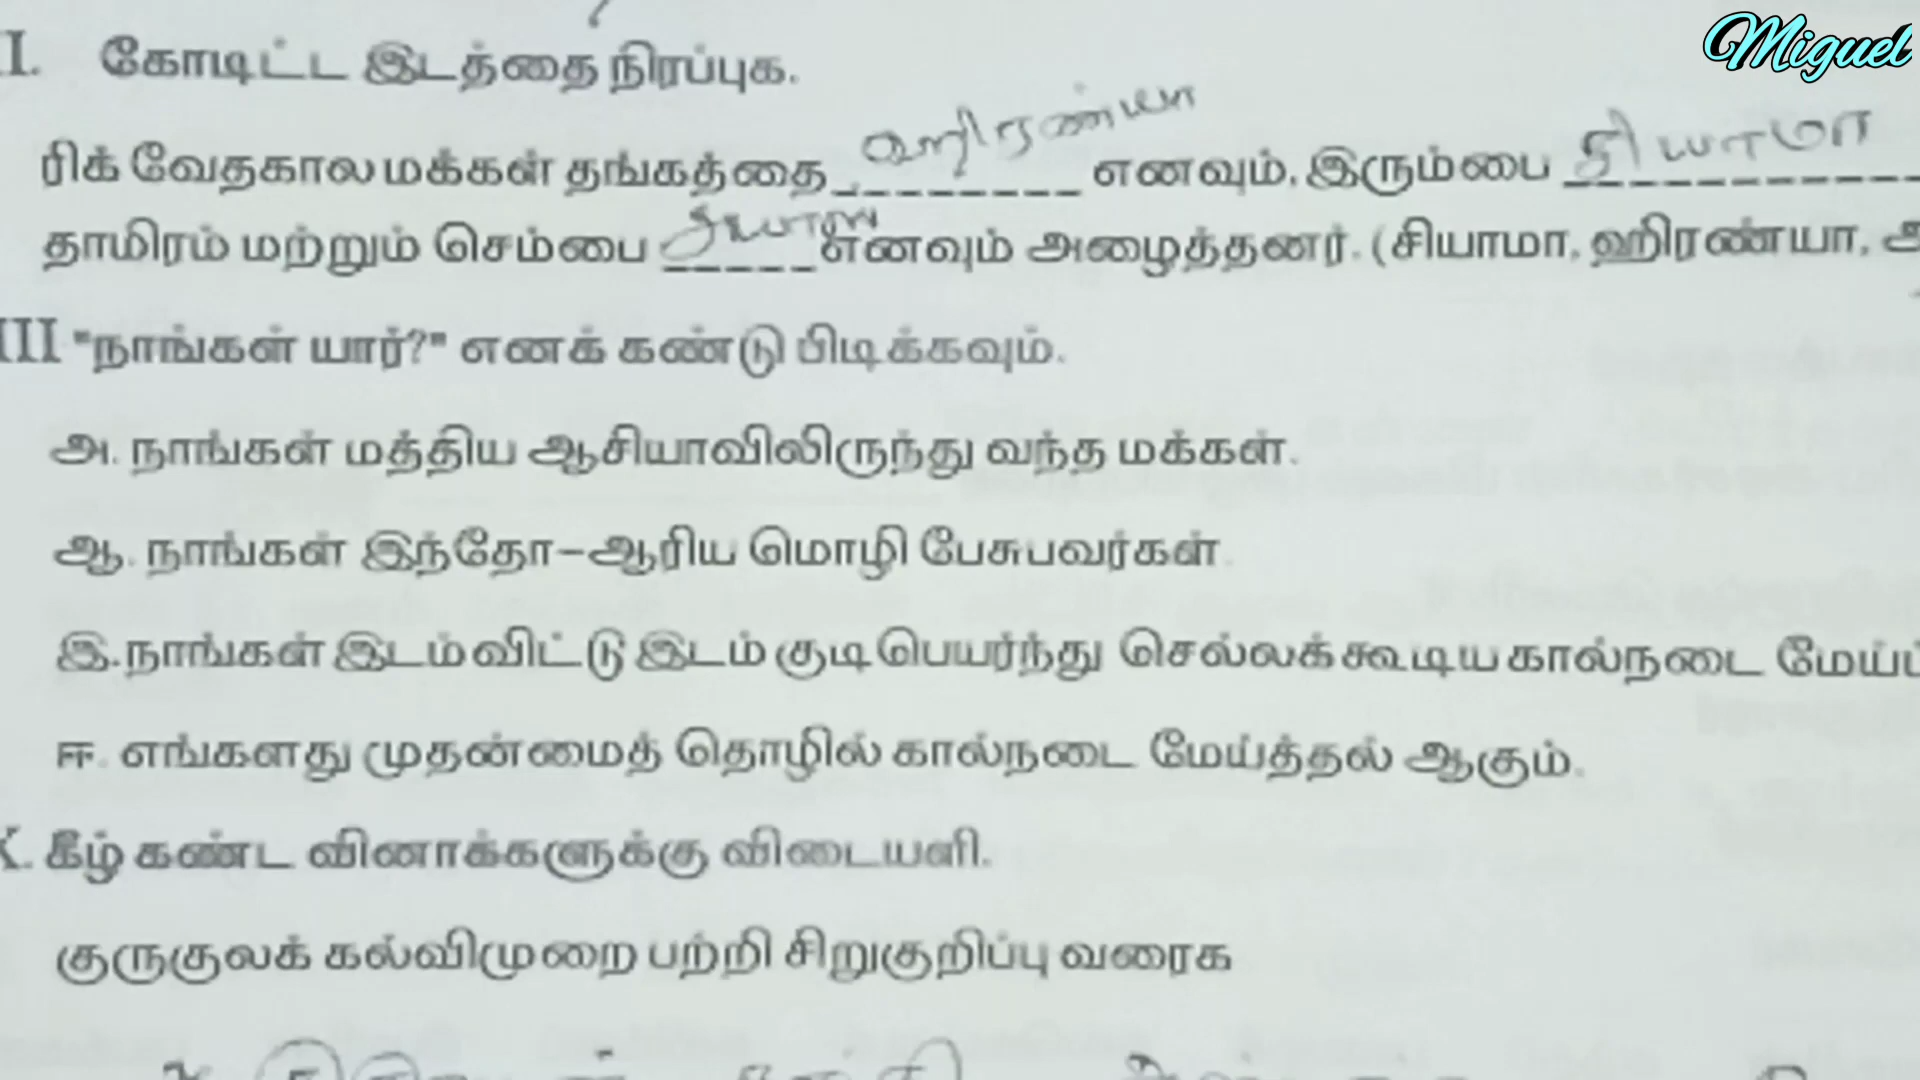 Miguel
II. கோடிட்ட இடத்தை நிரப்புக.
ரிக் வேதகால மக்கள் தங்கத்தை ஹிரண்யா எனவும், இரும்பை சியாமா
தாமிரம் மற்றும் செம்பை எனவும் அழைத்தனர். (சியாமா, ஹிரண்யா,
III "நாங்கள் யார்?" எனக் கண்டு பிடிக்கவும்.
அ. நாங்கள் மத்திய ஆசியாவிலிருந்து வந்த மக்கள்.
ஆ. நாங்கள் இந்தோ-ஆரிய மொழி பேசுபவர்கள்.
இ. நாங்கள் இடம் விட்டு இடம் குடி பெயர்ந்து செல்லக்கூடிய கால்நடை
ஈ. எங்களது முதன்மைத் தொழில் கால்நடை மேய்த்தல் ஆகும்.
X. கீழ் கண்ட வினாக்களுக்கு விடையளி.
குருகுலக் கல்விமுறை பற்றி சிறுகுறிப்பு வரைக